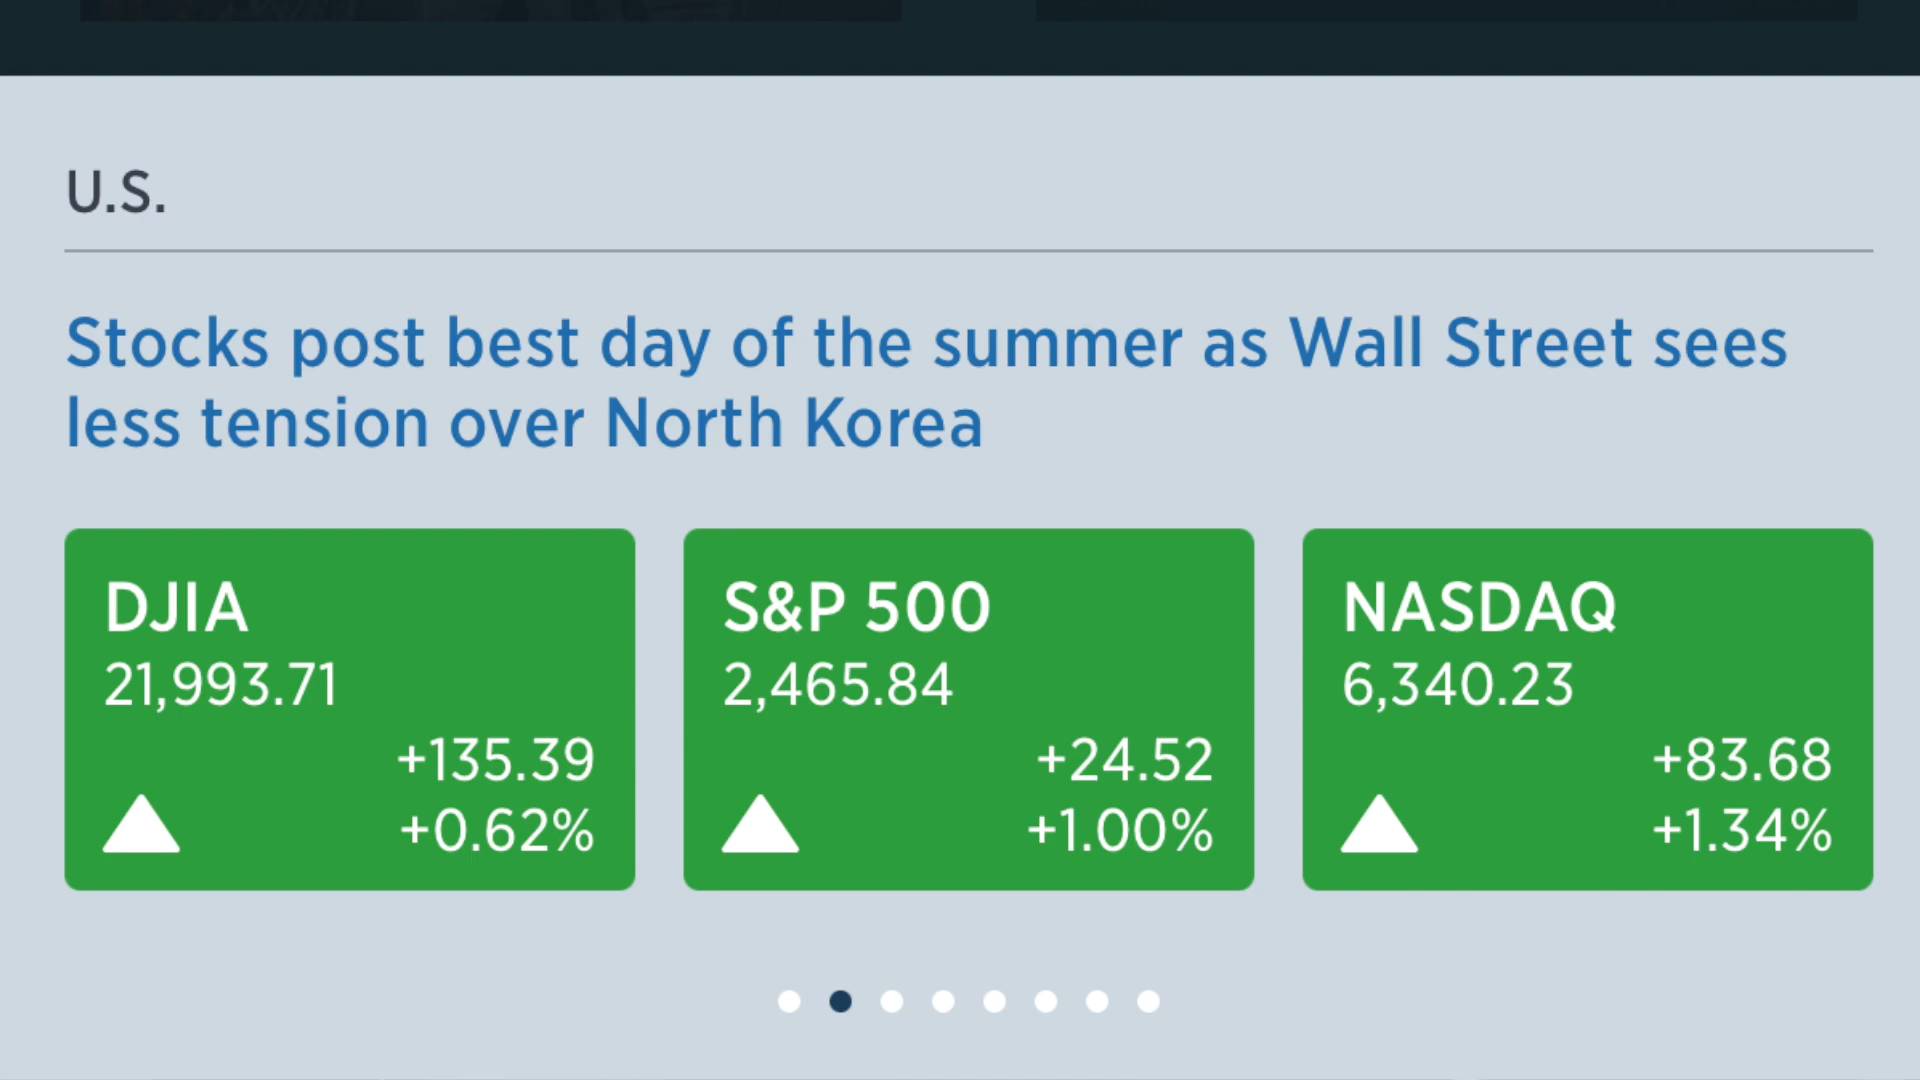 U.S.
Stocks post best day of the summer as Wall Street sees
less tension over North Korea
DJIA
21,993.71
+135.39
+0.62%
S&P 500
2,465.84
+24.52
+1.00%
NASDAQ
6,340.23
+83.68
+1.34%